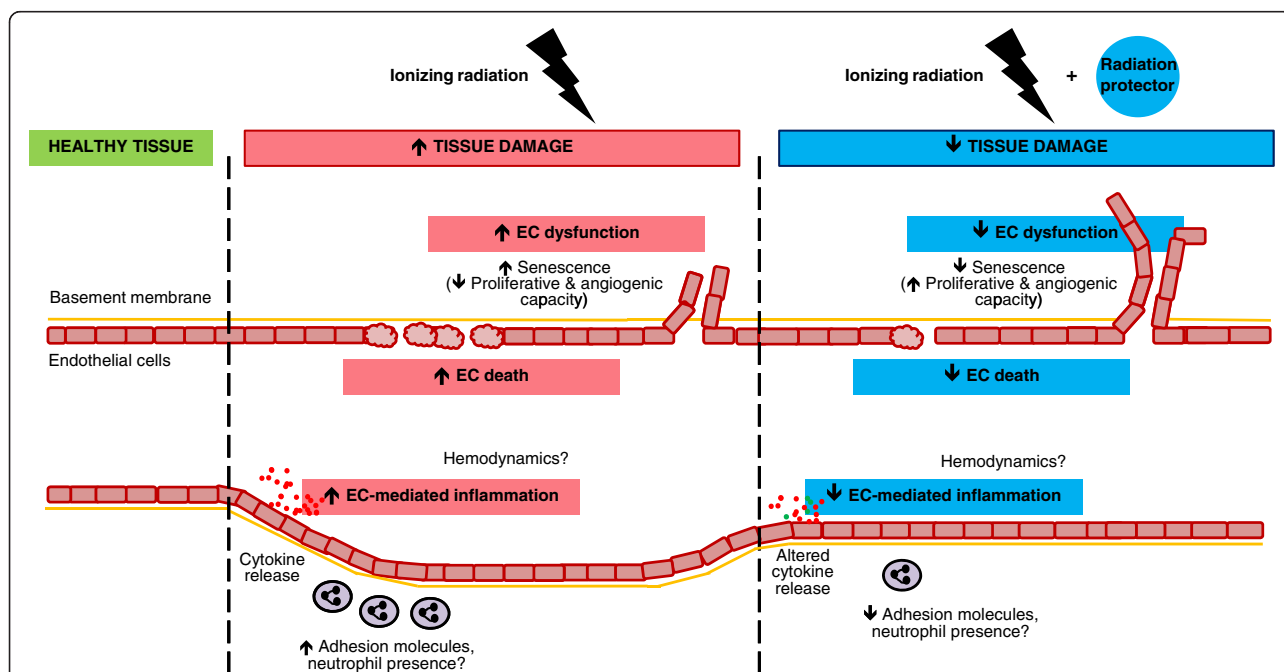 Ionizing radiation
Ionizing radiation + Radiation
protector
HEALTHY TISSUE
↑ TISSUE DAMAGE
↓ TISSUE DAMAGE
↑ EC dysfunction
↑ Senescence
(↓ Proliferative & angiogenic
capacity)
↓ EC dysfunction
↓ Senescence
(↑ Proliferative & angiogenic
capacity)
Basement membrane
Endothelial cells
↑ EC death
↓ EC death
Hemodynamics?
↑ EC-mediated inflammation
Hemodynamics?
↓ EC-mediated inflammation
Cytokine
release
↑ Adhesion molecules,
neutrophil presence?
Altered
cytokine
release
↓ Adhesion molecules,
neutrophil presence?